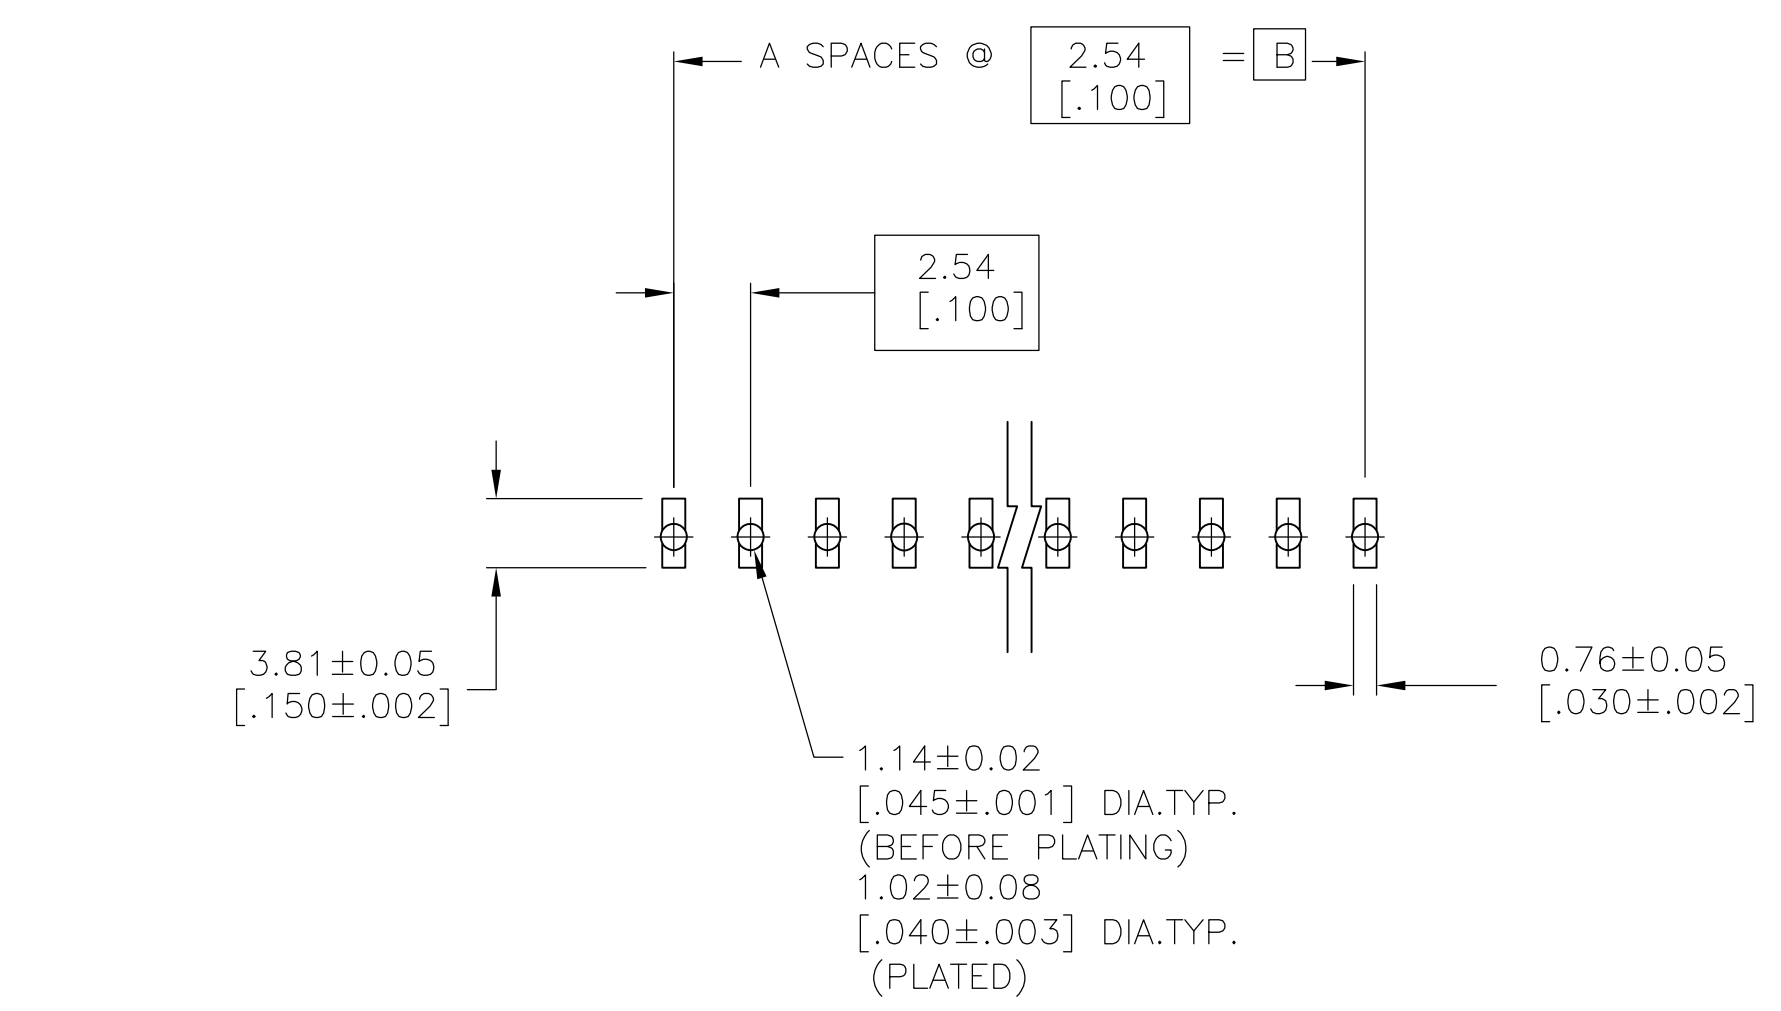 A SPACES @ 2.54 = B
[.100]
2.54
[.100]
3.81±0.05
[.150±.002]
0.76±0.05
[.030±.002]
1.14±0.02
[.045±.001] DIA.TYP.
(BEFORE PLATING)
1.02±0.08
[.040±.003] DIA.TYP.
(PLATED)